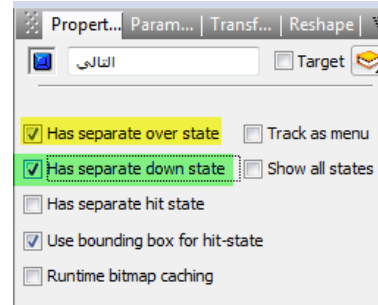 Propert... Param... | Transf... | Reshape |
التالي Target
Has separate over state Track as menu
Has separate down state Show all states
Has separate hit state
Use bounding box for hit-state
Runtime bitmap caching